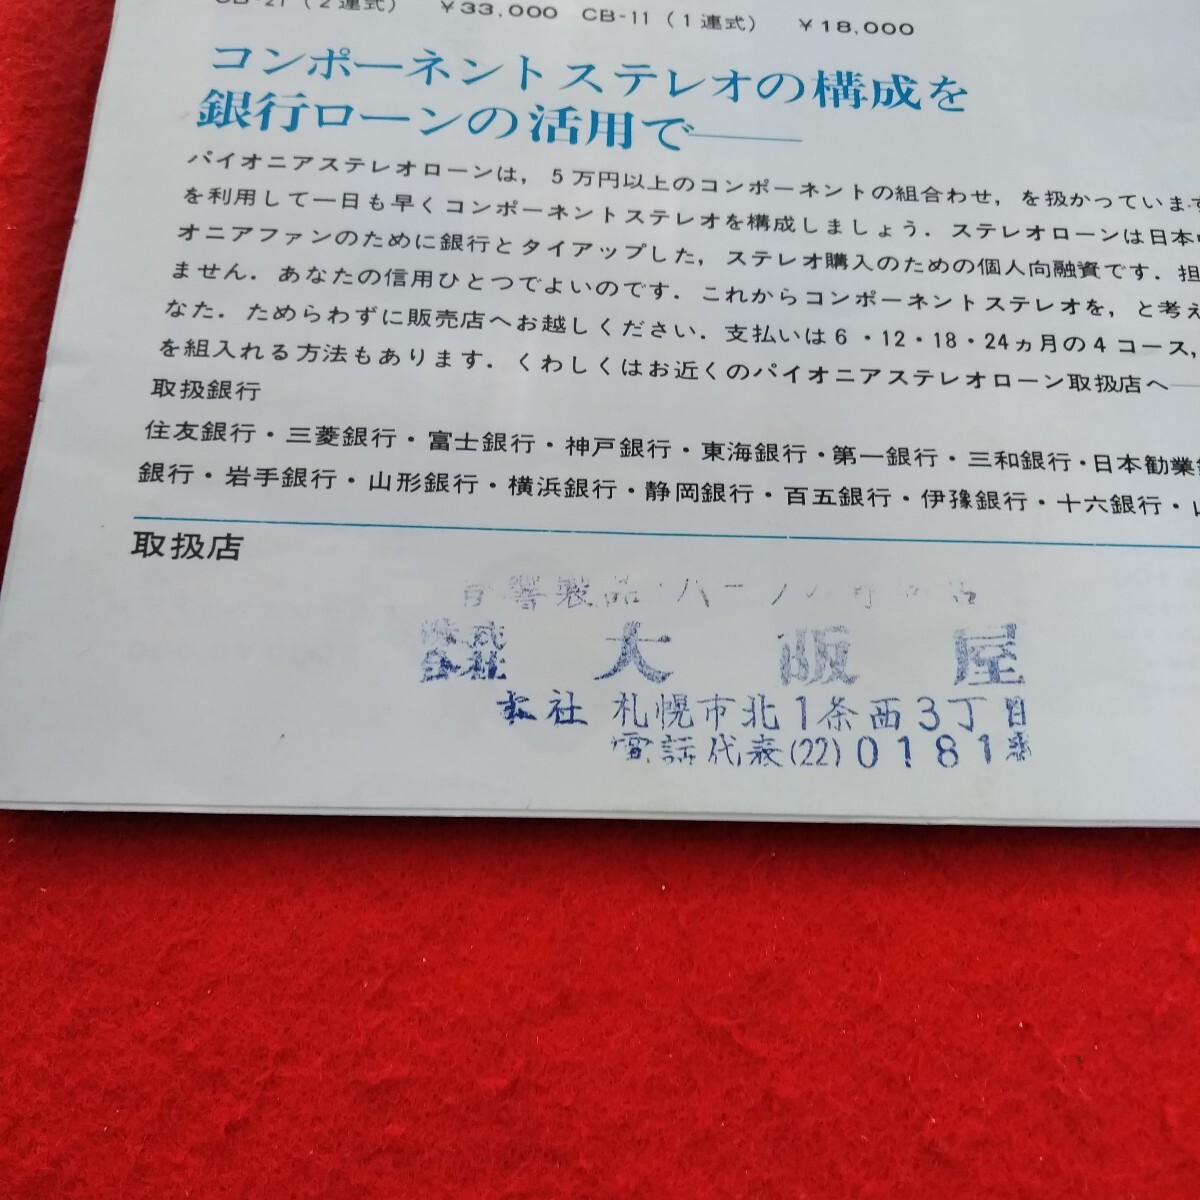 CB-21（2連式） ￥33,000 CB-11（1連式） ￥18,000
コンポーネントステレオの構成を
銀行ローンの活用で──
パイオニアステレオローンは，5万円以上のコンポーネントの組合わせ，を扱かっています
を利用して一日も早くコンポーネントステレオを構成しましょう．ステレオローンは日本
オニアファンのために銀行とタイアップした，ステレオ購入のための個人向融資です．担
ません．あなたの信用ひとつでよいのです．これからコンポーネントステレオを，と考え
なた．ためらわずに販売店へお越しください．支払いは6・12・18・24ヵ月の4コース，
を組入れる方法もあります．くわしくはお近くのパイオニアステレオローン取扱店へ─
取扱銀行
住友銀行・三菱銀行・富士銀行・神戸銀行・東海銀行・第一銀行・三和銀行・日本勧業
銀行・岩手銀行・山形銀行・横浜銀行・静岡銀行・百五銀行・伊豫銀行・十六銀行・
取扱店
音響製品・パーツの
株式会社 大阪屋
本社 札幌市北1条西3丁目
電話代表(22)0181番